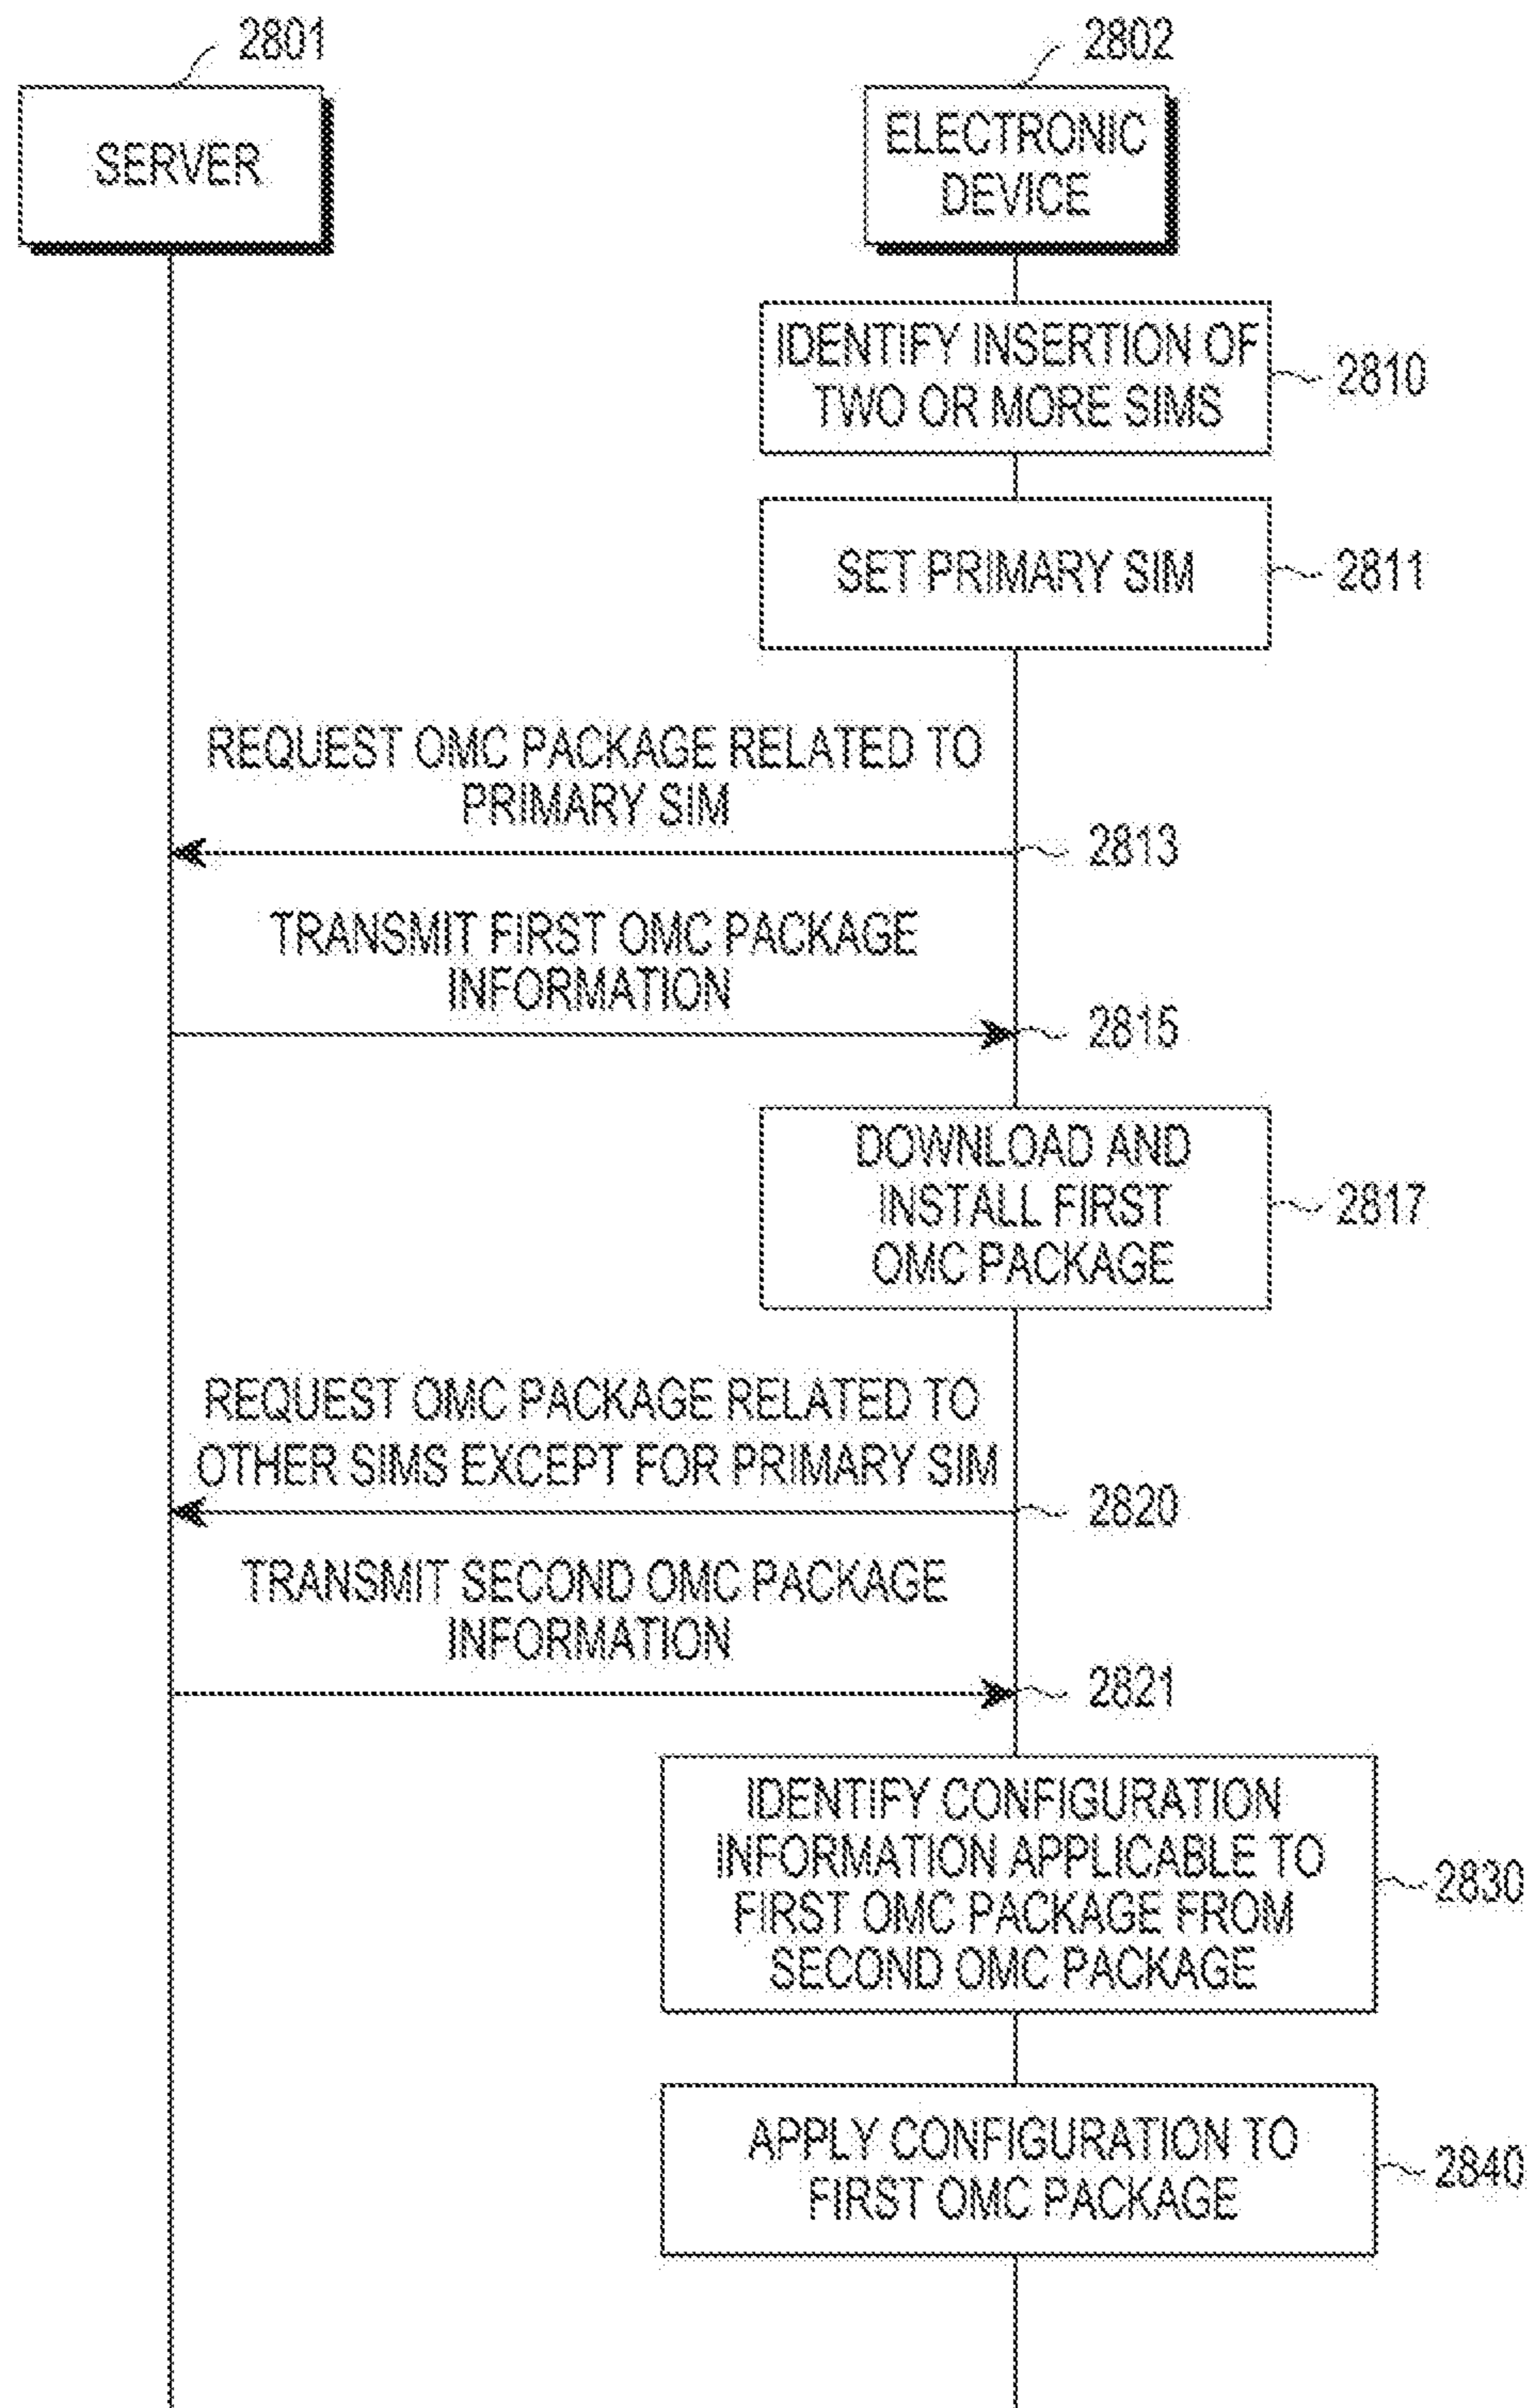 2801
2802
SERVER
ELECTRONIC
DEVICE
IDENTIFY INSERTION OF
TWO OR MORE SIMS
2810
SET PRIMARY SIM
2811
REQUEST OMC PACKAGE RELATED TO
PRIMARY SIM
2813
TRANSMIT FIRST OMC PACKAGE
INFORMATION
2815
DOWNLOAD AND
INSTALL FIRST
OMC PACKAGE
2817
REQUEST OMC PACKAGE RELATED TO
OTHER SIMS EXCEPT FOR PRIMARY SIM
2820
TRANSMIT SECOND OMC PACKAGE
INFORMATION
2821
IDENTIFY CONFIGURATION
INFORMATION APPLICABLE TO
FIRST OMC PACKAGE FROM
SECOND OMC PACKAGE
2830
APPLY CONFIGURATION TO
FIRST OMC PACKAGE
2840